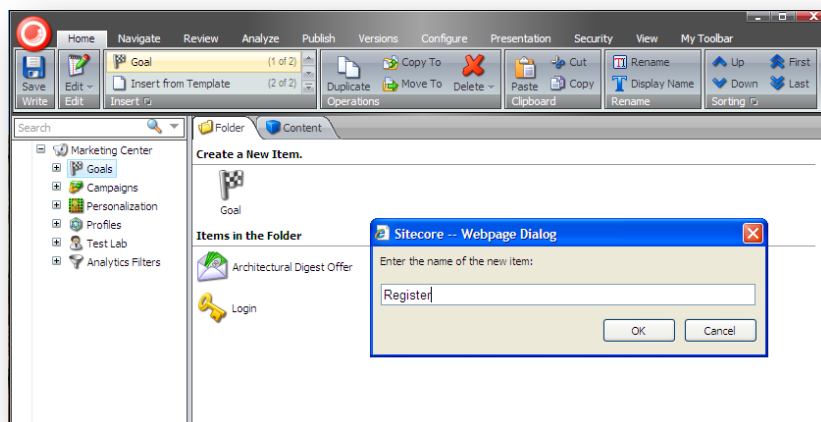 Home Navigate Review Analyze Publish Versions Configure Presentation Security View My Toolbar
Save
Write
Edit
Edit
Goal (1 of 2)
Insert from Template (2 of 2)
Insert
Duplicate
Copy To
Move To
Delete
Operations
Paste
Cut
Copy
Clipboard
Rename
Display Name
Rename
Up First
Down Last
Sorting
Search
Marketing Center
Goals
Campaigns
Personalization
Profiles
Test Lab
Analytics Filters
Folder Content
Create a New Item.
Goal
Items in the Folder
Architectural Digest Offer
Login
Sitecore -- Webpage Dialog
Enter the name of the new item:
Register
OK Cancel